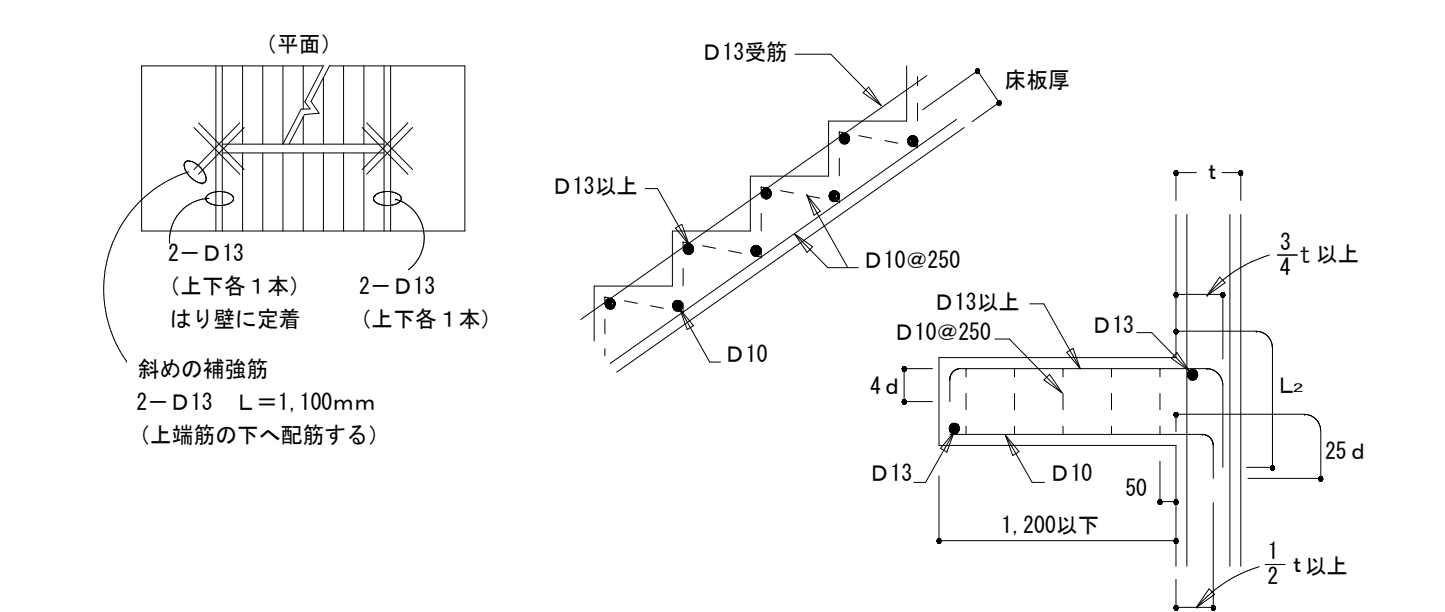 （平面）
2－D13
（上下各1本）
はり壁に定着
2－D13
（上下各1本）
斜めの補強筋
2－D13　L＝1,100mm
（上端筋の下へ配筋する）
D13受筋
床板厚
D13以上
D10@250
D10
t
3/4 t 以上
D13以上
D10@250
D13
4d
L2
25d
D13
D10
50
1,200以下
1/2 t 以上